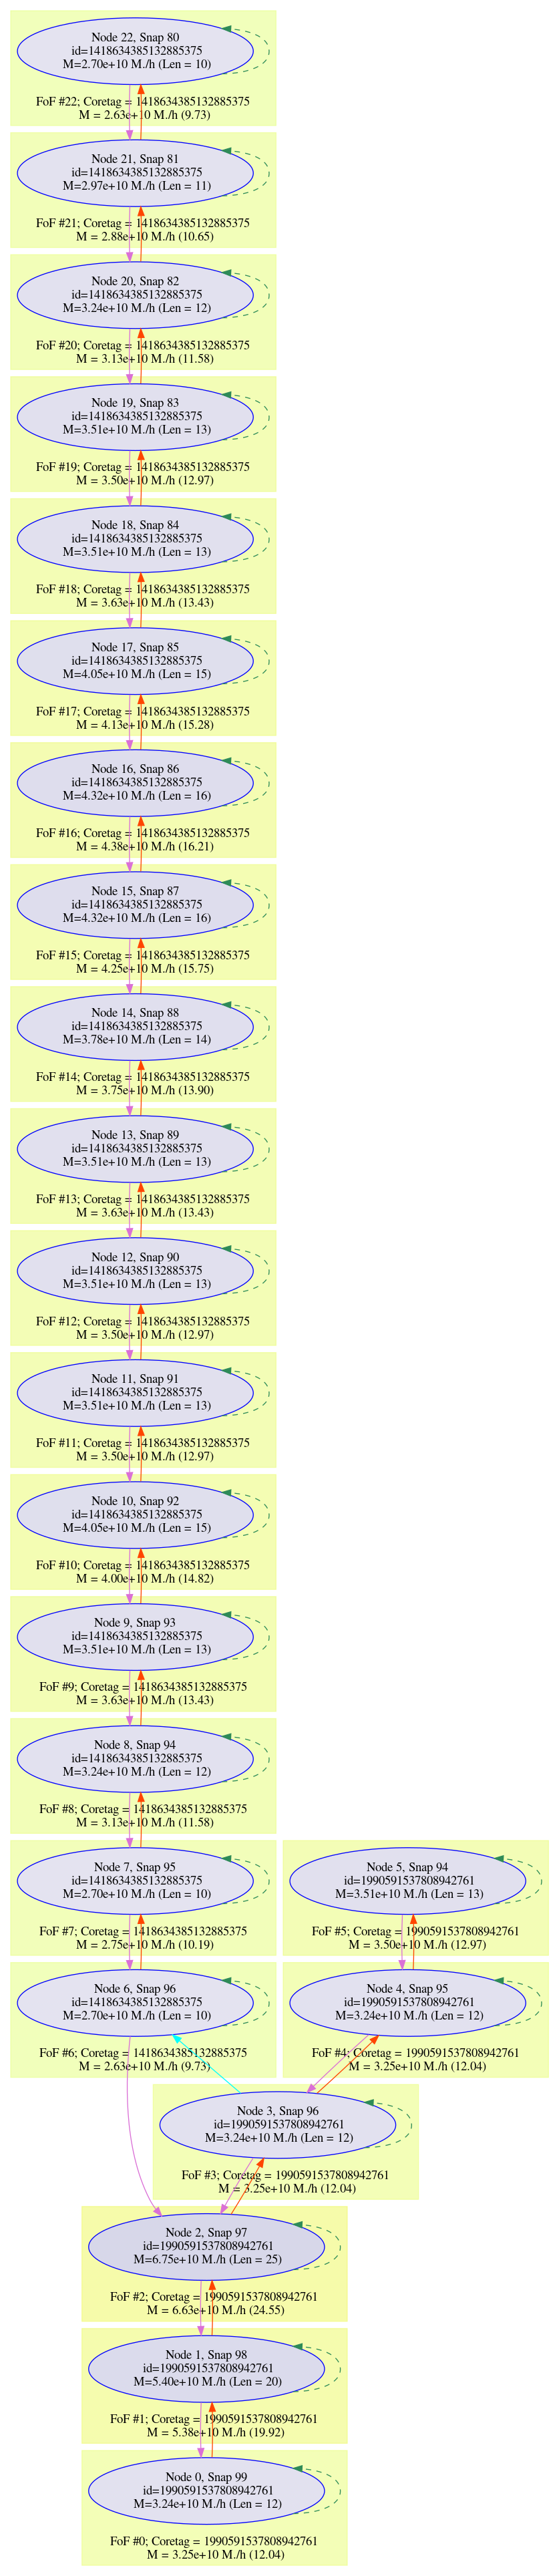 Node 22, Snap 80
id=1418634385132885375
M=2.70e+10 M./h (Len = 10)
FoF #22; Coretag = 1418634385132885375
M = 2.63e+10 M./h (9.73)
Node 21, Snap 81
id=1418634385132885375
M=2.97e+10 M./h (Len = 11)
FoF #21; Coretag = 1418634385132885375
M = 2.88e+10 M./h (10.65)
Node 20, Snap 82
id=1418634385132885375
M=3.24e+10 M./h (Len = 12)
FoF #20; Coretag = 1418634385132885375
M = 3.13e+10 M./h (11.58)
Node 19, Snap 83
id=1418634385132885375
M=3.51e+10 M./h (Len = 13)
FoF #19; Coretag = 1418634385132885375
M = 3.50e+10 M./h (12.97)
Node 18, Snap 84
id=1418634385132885375
M=3.51e+10 M./h (Len = 13)
FoF #18; Coretag = 1418634385132885375
M = 3.63e+10 M./h (13.43)
Node 17, Snap 85
id=1418634385132885375
M=4.05e+10 M./h (Len = 15)
FoF #17; Coretag = 1418634385132885375
M = 4.13e+10 M./h (15.28)
Node 16, Snap 86
id=1418634385132885375
M=4.32e+10 M./h (Len = 16)
FoF #16; Coretag = 1418634385132885375
M = 4.38e+10 M./h (16.21)
Node 15, Snap 87
id=1418634385132885375
M=4.32e+10 M./h (Len = 16)
FoF #15; Coretag = 1418634385132885375
M = 4.25e+10 M./h (15.75)
Node 14, Snap 88
id=1418634385132885375
M=3.78e+10 M./h (Len = 14)
FoF #14; Coretag = 1418634385132885375
M = 3.75e+10 M./h (13.90)
Node 13, Snap 89
id=1418634385132885375
M=3.51e+10 M./h (Len = 13)
FoF #13; Coretag = 1418634385132885375
M = 3.63e+10 M./h (13.43)
Node 12, Snap 90
id=1418634385132885375
M=3.51e+10 M./h (Len = 13)
FoF #12; Coretag = 1418634385132885375
M = 3.50e+10 M./h (12.97)
Node 11, Snap 91
id=1418634385132885375
M=3.51e+10 M./h (Len = 13)
FoF #11; Coretag = 1418634385132885375
M = 3.50e+10 M./h (12.97)
Node 10, Snap 92
id=1418634385132885375
M=4.05e+10 M./h (Len = 15)
FoF #10; Coretag = 1418634385132885375
M = 4.00e+10 M./h (14.82)
Node 9, Snap 93
id=1418634385132885375
M=3.51e+10 M./h (Len = 13)
FoF #9; Coretag = 1418634385132885375
M = 3.63e+10 M./h (13.43)
Node 8, Snap 94
id=1418634385132885375
M=3.24e+10 M./h (Len = 12)
FoF #8; Coretag = 1418634385132885375
M = 3.13e+10 M./h (11.58)
Node 7, Snap 95
id=1418634385132885375
M=2.70e+10 M./h (Len = 10)
FoF #7; Coretag = 1418634385132885375
M = 2.75e+10 M./h (10.19)
Node 5, Snap 94
id=1990591537808942761
M=3.51e+10 M./h (Len = 13)
FoF #5; Coretag = 1990591537808942761
M = 3.50e+10 M./h (12.97)
Node 6, Snap 96
id=1418634385132885375
M=2.70e+10 M./h (Len = 10)
FoF #6; Coretag = 1418634385132885375
M = 2.63e+10 M./h (9.73)
Node 4, Snap 95
id=1990591537808942761
M=3.24e+10 M./h (Len = 12)
FoF #4; Coretag = 1990591537808942761
M = 3.25e+10 M./h (12.04)
Node 3, Snap 96
id=1990591537808942761
M=3.24e+10 M./h (Len = 12)
FoF #3; Coretag = 1990591537808942761
M = 3.25e+10 M./h (12.04)
Node 2, Snap 97
id=1990591537808942761
M=6.75e+10 M./h (Len = 25)
FoF #2; Coretag = 1990591537808942761
M = 6.63e+10 M./h (24.55)
Node 1, Snap 98
id=1990591537808942761
M=5.40e+10 M./h (Len = 20)
FoF #1; Coretag = 1990591537808942761
M = 5.38e+10 M./h (19.92)
Node 0, Snap 99
id=1990591537808942761
M=3.24e+10 M./h (Len = 12)
FoF #0; Coretag = 1990591537808942761
M = 3.25e+10 M./h (12.04)